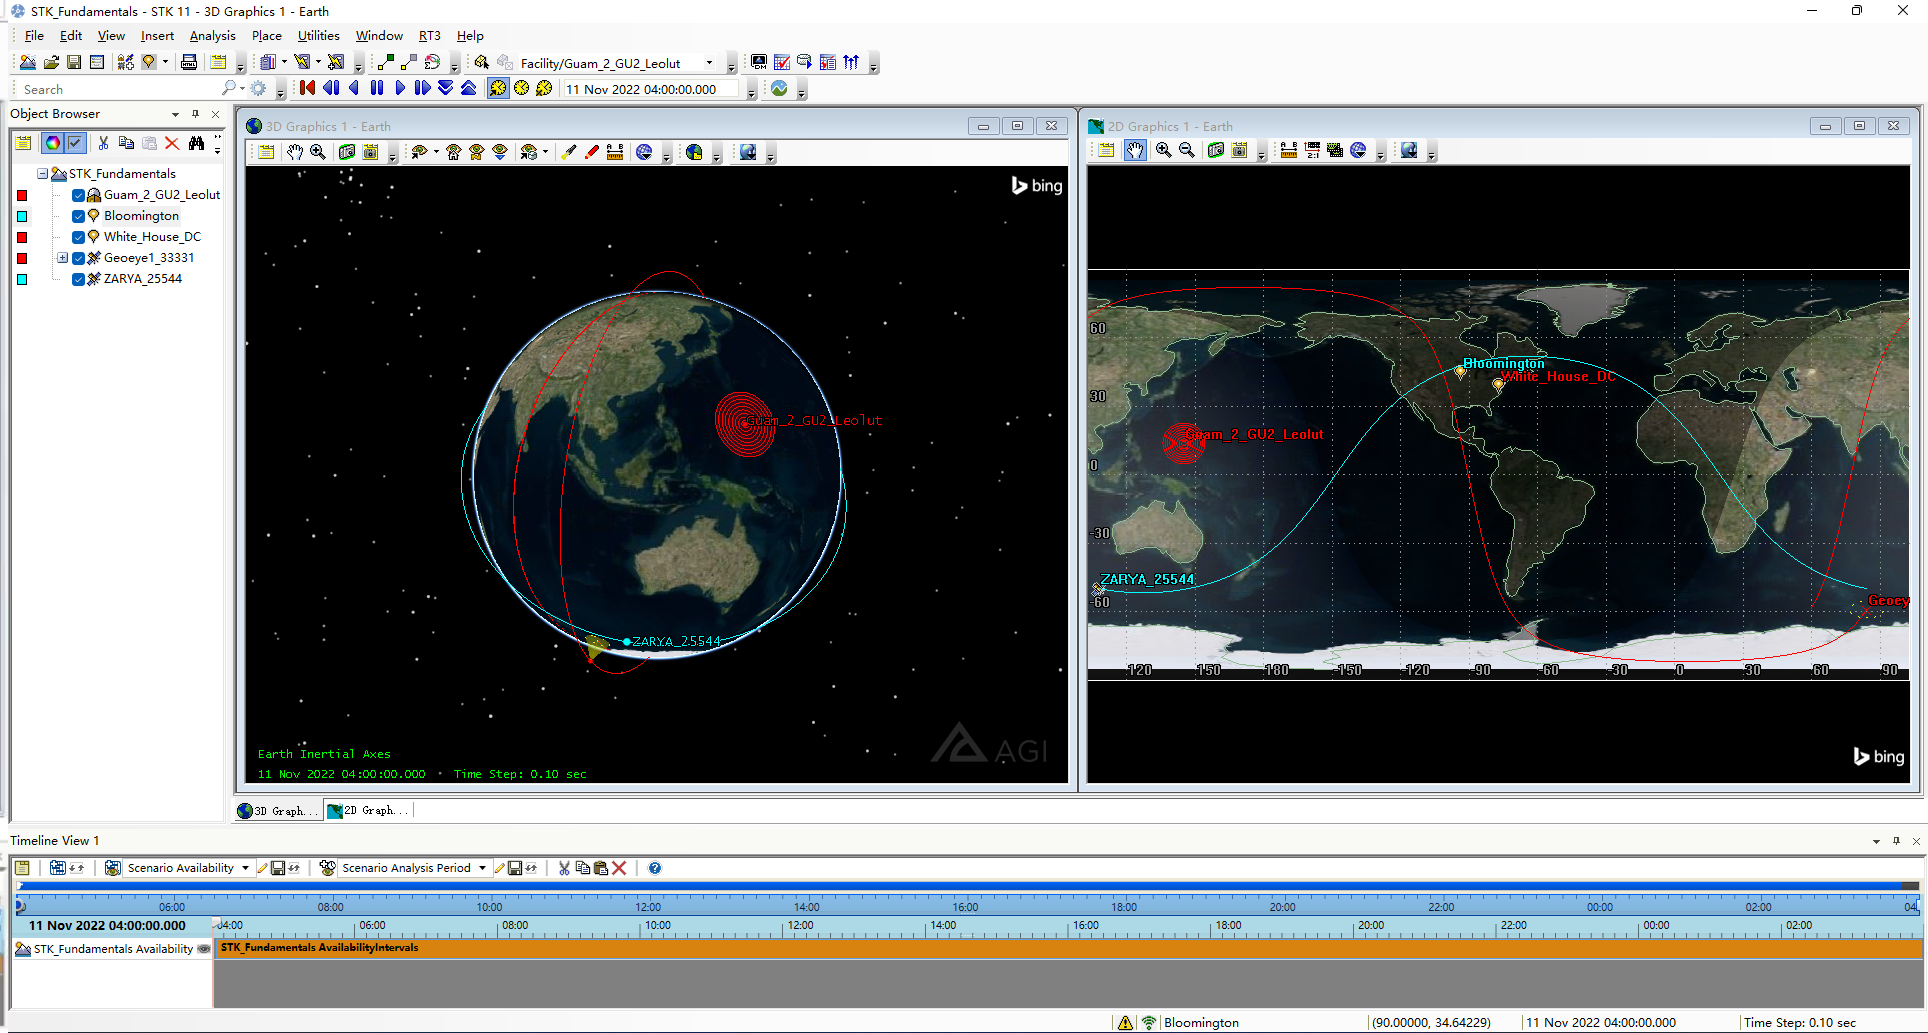 STK_Fundamentals - STK 11 - 3D Graphics 1 - Earth
File Edit View Insert Analysis Place Utilities Window RT3 Help
Facility/Guam_2_GU2_Leolut
Search
11 Nov 2022 04:00:00.000
Object Browser
STK_Fundamentals
Guam_2_GU2_Leolut
Bloomington
White_House_DC
Geoeye1_33331
ZARYA_25544
3D Graphics 1 - Earth
bing
Guam_2_GU2_Leolut
ZARYA_25544
Earth Inertial Axes
11 Nov 2022 04:00:00.000 Time Step: 0.10 sec
AGI
2D Graphics 1 - Earth
60
Bloomington
White_House_DC
30
Guam_2_GU2_Leolut
0
-30
ZARYA_25544
-60
Geoey
120 150 180 -150 -120 -90 -60 -30 0 30 60 90
bing
3D Graph...
2D Graph...
Timeline View 1
Scenario Availability
Scenario Analysis Period
06:00 08:00 10:00 12:00 14:00 16:00 18:00 20:00 22:00 00:00 02:00 04
11 Nov 2022 04:00:00.000
04:00 06:00 08:00 10:00 12:00 14:00 16:00 18:00 20:00 22:00 00:00 02:00
STK_Fundamentals Availability
STK_Fundamentals AvailabilityIntervals
Bloomington
(90.00000, 34.64229)
11 Nov 2022 04:00:00.000
Time Step: 0.10 sec